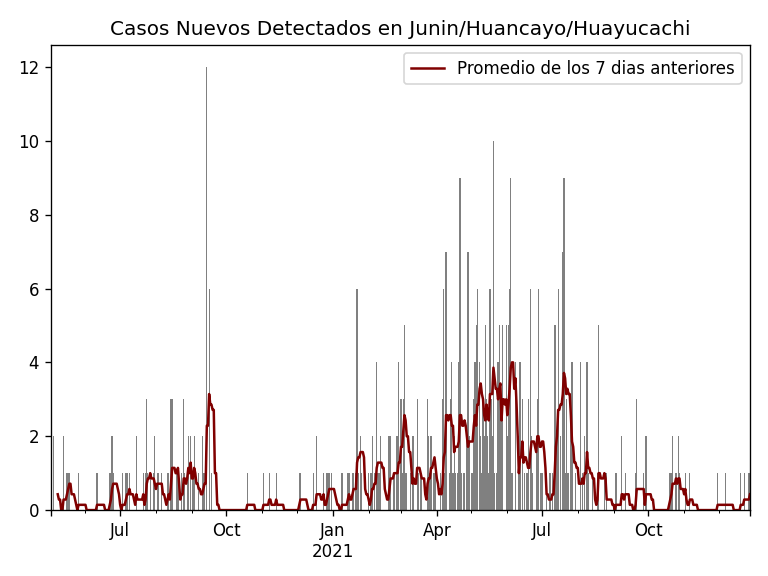 Casos Nuevos Detectados en Junin/Huancayo/Huayucachi
Promedio de los 7 dias anteriores
12
10
8
6
4
2
0
Jul
Oct
Jan
2021
Apr
Jul
Oct